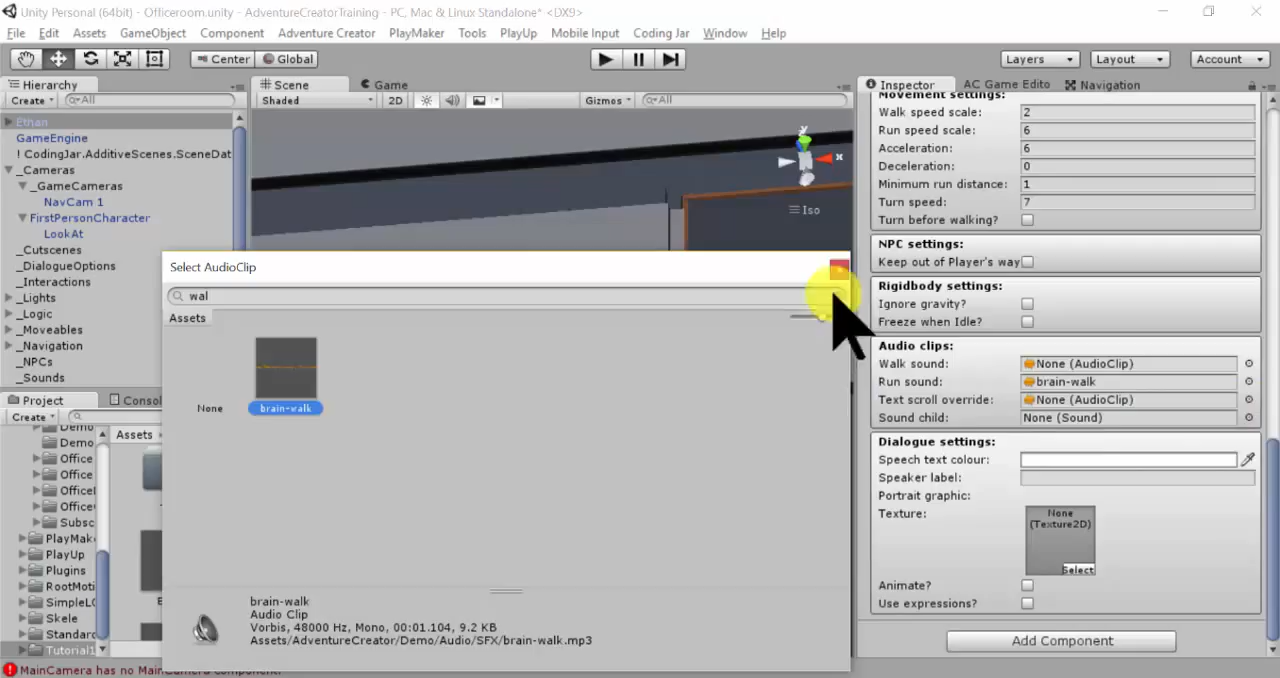 Unity Personal (64bit) - Officeroom.unity - AdventureCreatorTraining - PC, Mac & Linux Standalone* <DX9>
File Edit Assets GameObject Component Adventure Creator PlayMaker Tools PlayUp Mobile Input Coding Jar Window Help
Center Global Layers Layout Account
Hierarchy
Create All
Ethan
GameEngine
! CodingJar.AdditiveScenes.SceneDat
_Cameras
_GameCameras
NavCam 1
FirstPersonCharacter
LookAt
_Cutscenes
_DialogueOptions
_Interactions
_Lights
_Logic
_Moveables
_Navigation
_NPCs
_Sounds
Scene Game
Shaded 2D Gizmos All
y
x
Iso
Project Consol
Create
Demo
Demo
Office
Office
OfficeI
Office
Subsc
PlayMak
PlayUp
Plugins
RootMoti
SimpleLO
Skele
Standard
Tutorial1
Assets
Select AudioClip
wal
Assets
None
brain-walk
brain-walk
Audio Clip
Vorbis, 48000 Hz, Mono, 00:01.104, 9.2 KB
Assets/AdventureCreator/Demo/Audio/SFX/brain-walk.mp3
Inspector AC Game Edito Navigation
Movement settings:
Walk speed scale: 2
Run speed scale: 6
Acceleration: 6
Deceleration: 0
Minimum run distance: 1
Turn speed: 7
Turn before walking?
NPC settings:
Keep out of Player's way
Rigidbody settings:
Ignore gravity?
Freeze when Idle?
Audio clips:
Walk sound: None (AudioClip)
Run sound: brain-walk
Text scroll override: None (AudioClip)
Sound child: None (Sound)
Dialogue settings:
Speech text colour:
Speaker label:
Portrait graphic:
Texture: None (Texture2D)
Select
Animate?
Use expressions?
Add Component
MainCamera has no MainCamera component.